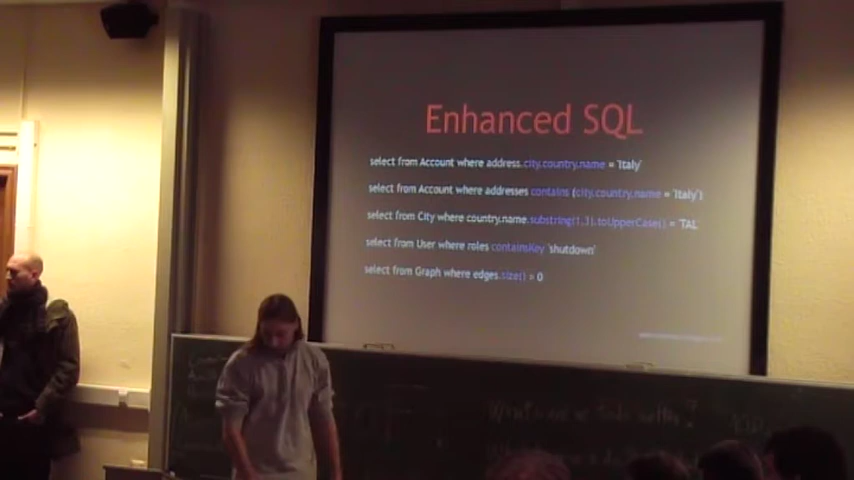 Enhanced SQL
select from Account where address.city.country.name = 'Italy'
select from Account where addresses contains (city.country.name = 'Italy')
select from City where country.name.substring(1,3).toUpperCase() = 'TAL'
select from User where roles containsKey 'shutdown'
select from Graph where edges.size() > 0